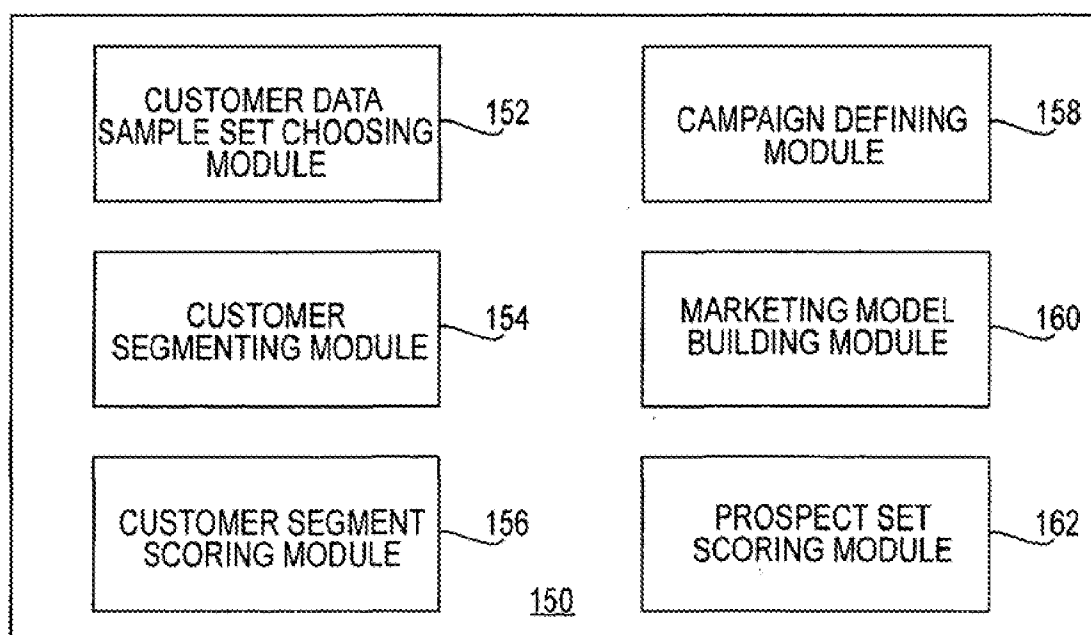 CUSTOMER DATA
SAMPLE SET CHOOSING
MODULE
152
CAMPAIGN DEFINING
MODULE
158
CUSTOMER
SEGMENTING MODULE
154
MARKETING MODEL
BUILDING MODULE
160
CUSTOMER SEGMENT
SCORING MODULE
156
PROSPECT SET
SCORING MODULE
162
150